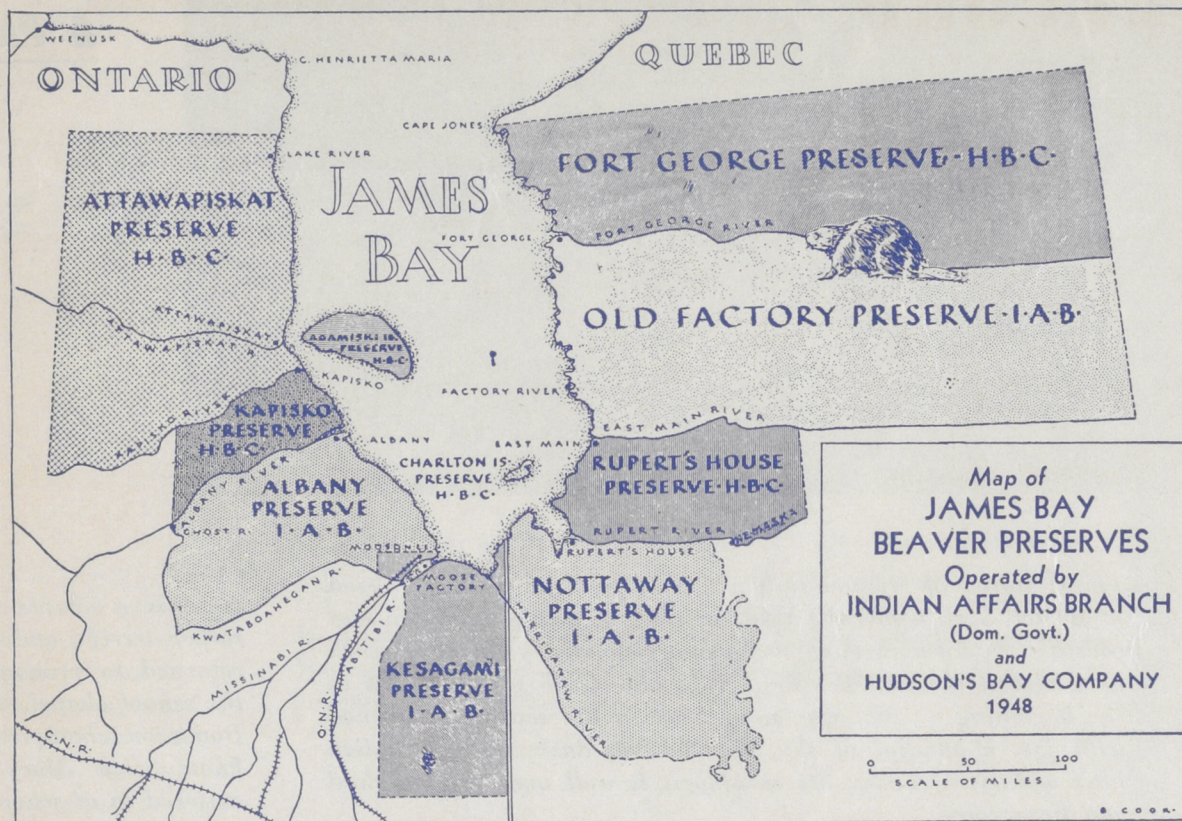 WEENUSK
ONTARIO
C. HENRIETTA MARIA
QUEBEC
CAPE JONES
LAKE RIVER
FORT GEORGE PRESERVE·H·B·C·
ATTAWAPISKAT
PRESERVE
H·B·C·
JAMES
BAY
FORT GEORGE
FORT GEORGE RIVER
OLD FACTORY PRESERVE·I·A·B·
ATTAWAPISKAT
ATTAWAPISKAT R.
PRESERVE
H·B·C·
KAPISKO
FACTORY RIVER
KAPISKO RIVER
KAPISKO
PRESERVE
H·B·C·
ALBANY
EAST MAIN
EAST MAIN RIVER
CHARLTON IS.
PRESERVE
H·B·C·
RUPERT'S HOUSE
PRESERVE·H·B·C·
ALBANY RIVER
ALBANY
PRESERVE
I·A·B·
GHOST R.
RUPERT RIVER
NEMASKA
MOOSONEE
RUPERT'S HOUSE
MOOSE
FACTORY
NOTTAWAY
PRESERVE
I·A·B·
KWATABOAHEGAN R.
MISSINABI R.
ABITIBI R.
O.N.R.
HARRIGANAW RIVER
KESAGAMI
PRESERVE
I·A·B·
C.N.R.
Map of
JAMES BAY
BEAVER PRESERVES
Operated by
INDIAN AFFAIRS BRANCH
(Dom. Govt.)
and
HUDSON'S BAY COMPANY
1948
0 50 100
SCALE OF MILES
B COOK·